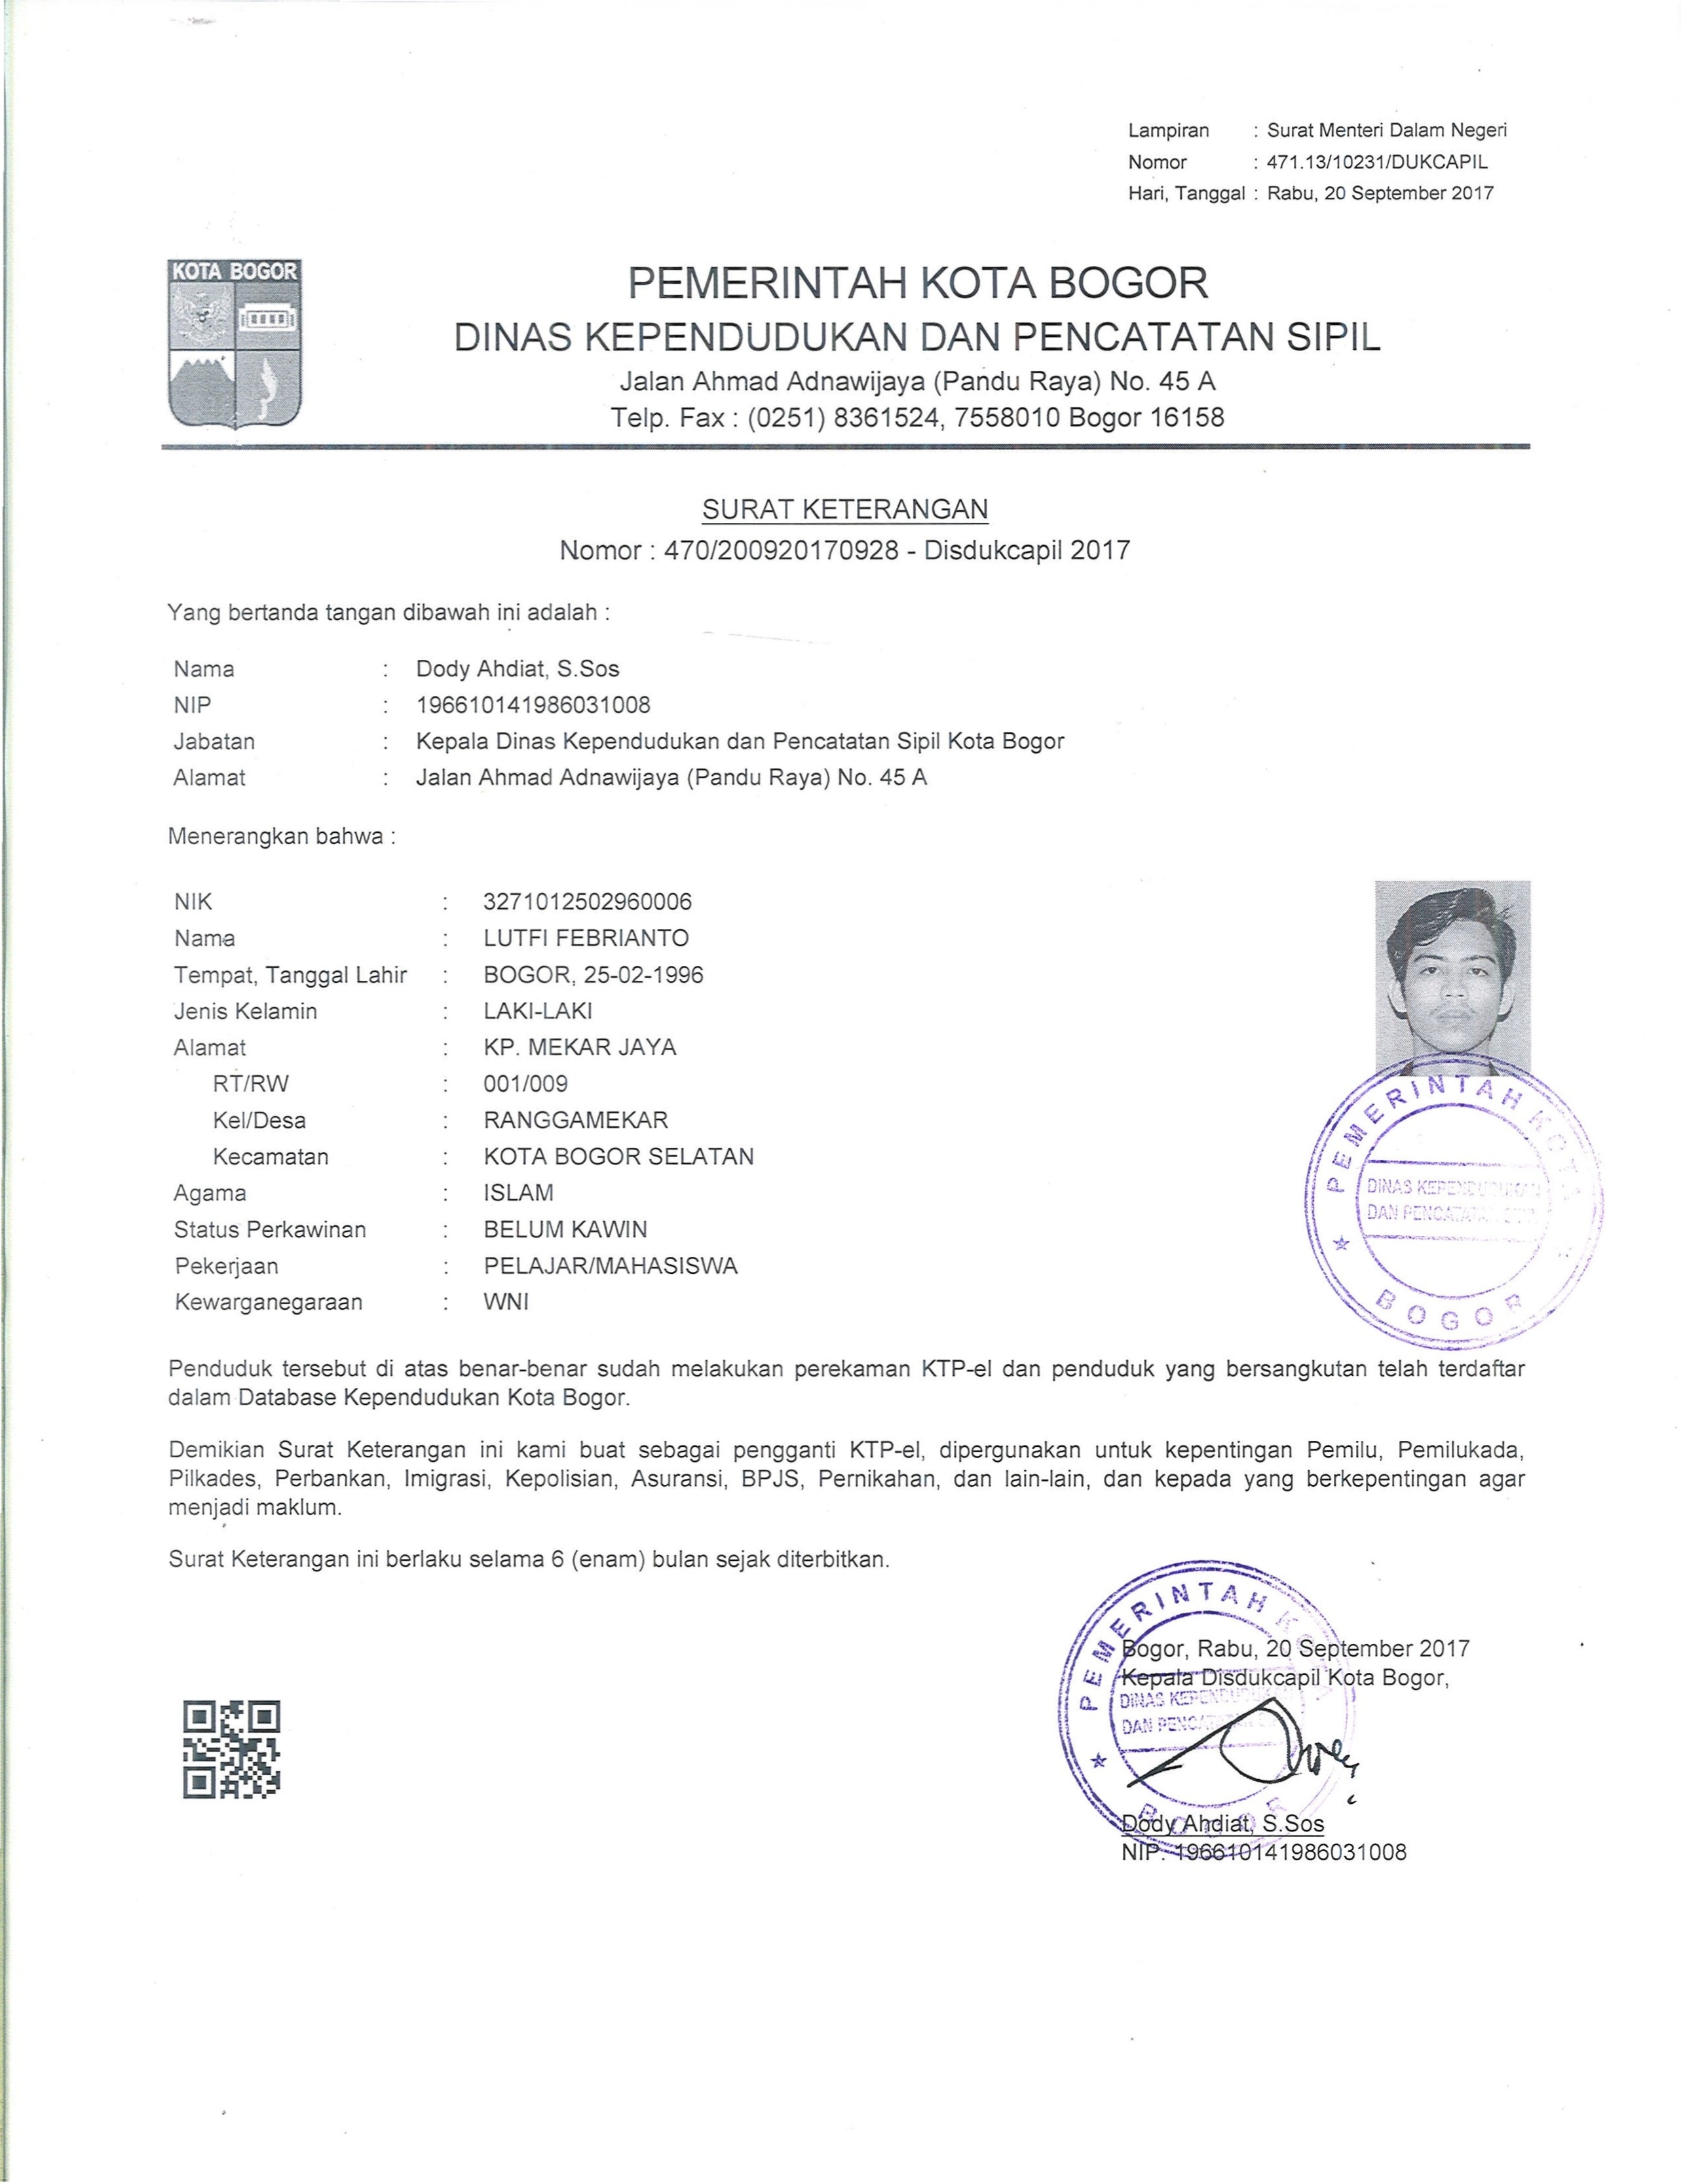 Lampiran : Surat Menteri Dalam Negeri
Nomor : 471.13/10231/DUKCAPIL
Hari, Tanggal : Rabu, 20 September 2017
KOTA BOGOR
PEMERINTAH KOTA BOGOR
DINAS KEPENDUDUKAN DAN PENCATATAN SIPIL
Jalan Ahmad Adnawijaya (Pandu Raya) No. 45 A
Telp. Fax : (0251) 8361524, 7558010 Bogor 16158
SURAT KETERANGAN
Nomor : 470/200920170928 - Disdukcapil 2017
Yang bertanda tangan dibawah ini adalah :
Nama : Dody Ahdiat, S.Sos
NIP : 196610141986031008
Jabatan : Kepala Dinas Kependudukan dan Pencatatan Sipil Kota Bogor
Alamat : Jalan Ahmad Adnawijaya (Pandu Raya) No. 45 A
Menerangkan bahwa :
NIK : 3271012502960006
Nama : LUTFI FEBRIANTO
Tempat, Tanggal Lahir : BOGOR, 25-02-1996
Jenis Kelamin : LAKI-LAKI
Alamat : KP. MEKAR JAYA
RT/RW : 001/009
Kel/Desa : RANGGAMEKAR
Kecamatan : KOTA BOGOR SELATAN
Agama : ISLAM
Status Perkawinan : BELUM KAWIN
Pekerjaan : PELAJAR/MAHASISWA
Kewarganegaraan : WNI
PEMERINTAH KOTA
DINAS KEPENDUDUKAN
DAN PENCATATAN SIPIL
BOGOR
Penduduk tersebut di atas benar-benar sudah melakukan perekaman KTP-el dan penduduk yang bersangkutan telah terdaftar
dalam Database Kependudukan Kota Bogor.
Demikian Surat Keterangan ini kami buat sebagai pengganti KTP-el, dipergunakan untuk kepentingan Pemilu, Pemilukada,
Pilkades, Perbankan, Imigrasi, Kepolisian, Asuransi, BPJS, Pernikahan, dan lain-lain, dan kepada yang berkepentingan agar
menjadi maklum.
Surat Keterangan ini berlaku selama 6 (enam) bulan sejak diterbitkan.
PEMERINTAH KOTA
Bogor, Rabu, 20 September 2017
Kepala Disdukcapil Kota Bogor,
DINAS KEPENDUDUKAN
DAN PENCATATAN SIPIL
BOGOR
Dody Ahdiat, S.Sos
NIP. 196610141986031008